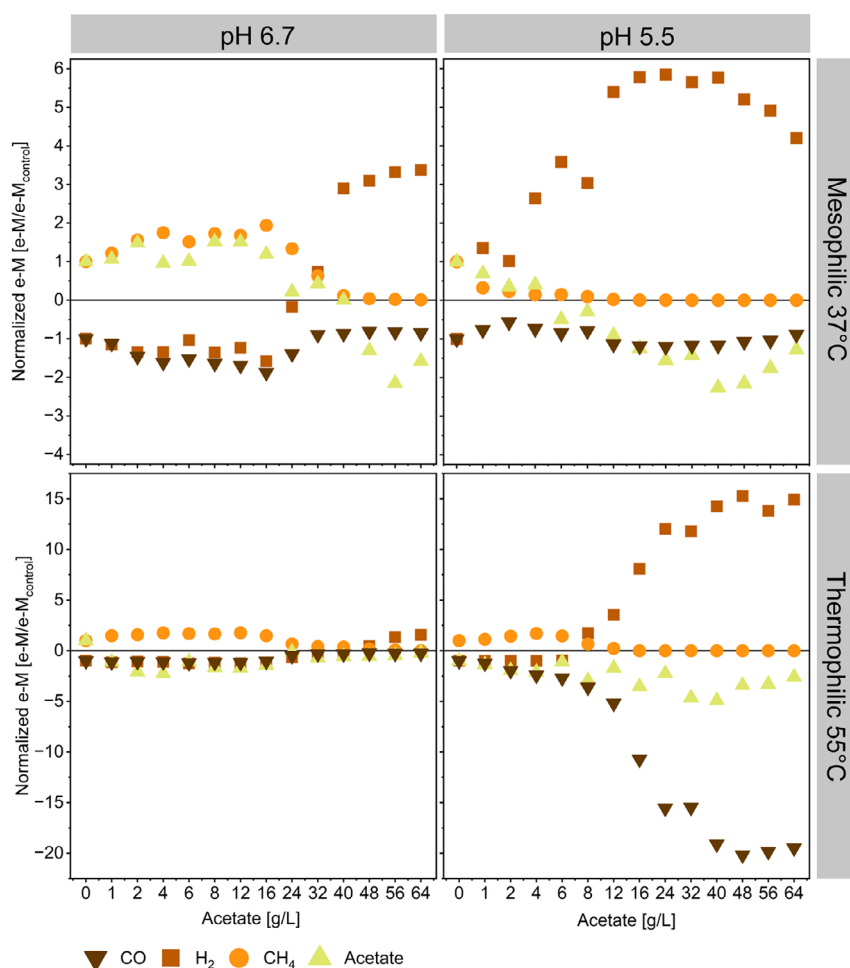 pH 6.7
pH 5.5
Mesophilic 37°C
Normalized e-M [e-M/e-Mcontrol]
6
5
4
3
2
1
0
−1
−2
−3
−4
Thermophilic 55°C
Normalized e-M [e-M/e-Mcontrol]
15
10
5
0
−5
−10
−15
−20
0 1 2 4 6 8 12 16 24 32 40 48 56 64
0 1 2 4 6 8 12 16 24 32 40 48 56 64
Acetate [g/L]
Acetate [g/L]
CO H₂ CH₄ Acetate